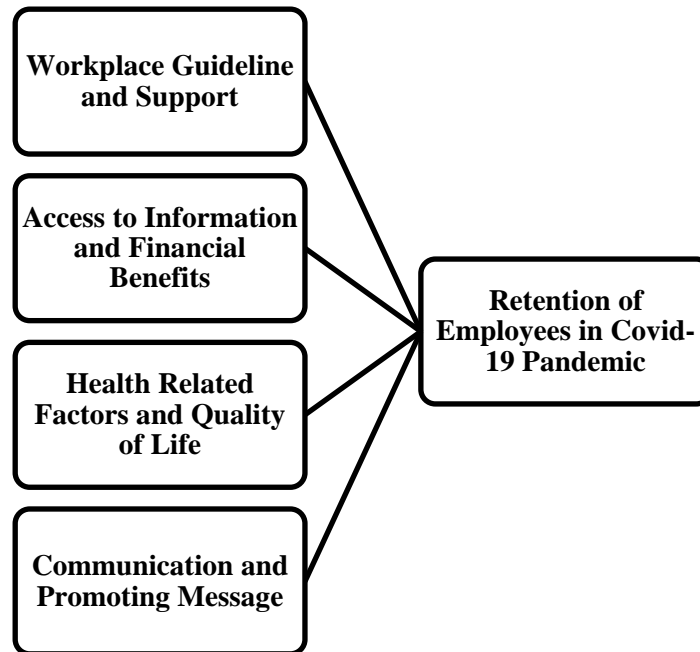 Workplace Guideline
and Support
Access to Information
and Financial
Benefits
Health Related
Factors and Quality
of Life
Communication and
Promoting Message
Retention of
Employees in Covid-
19 Pandemic